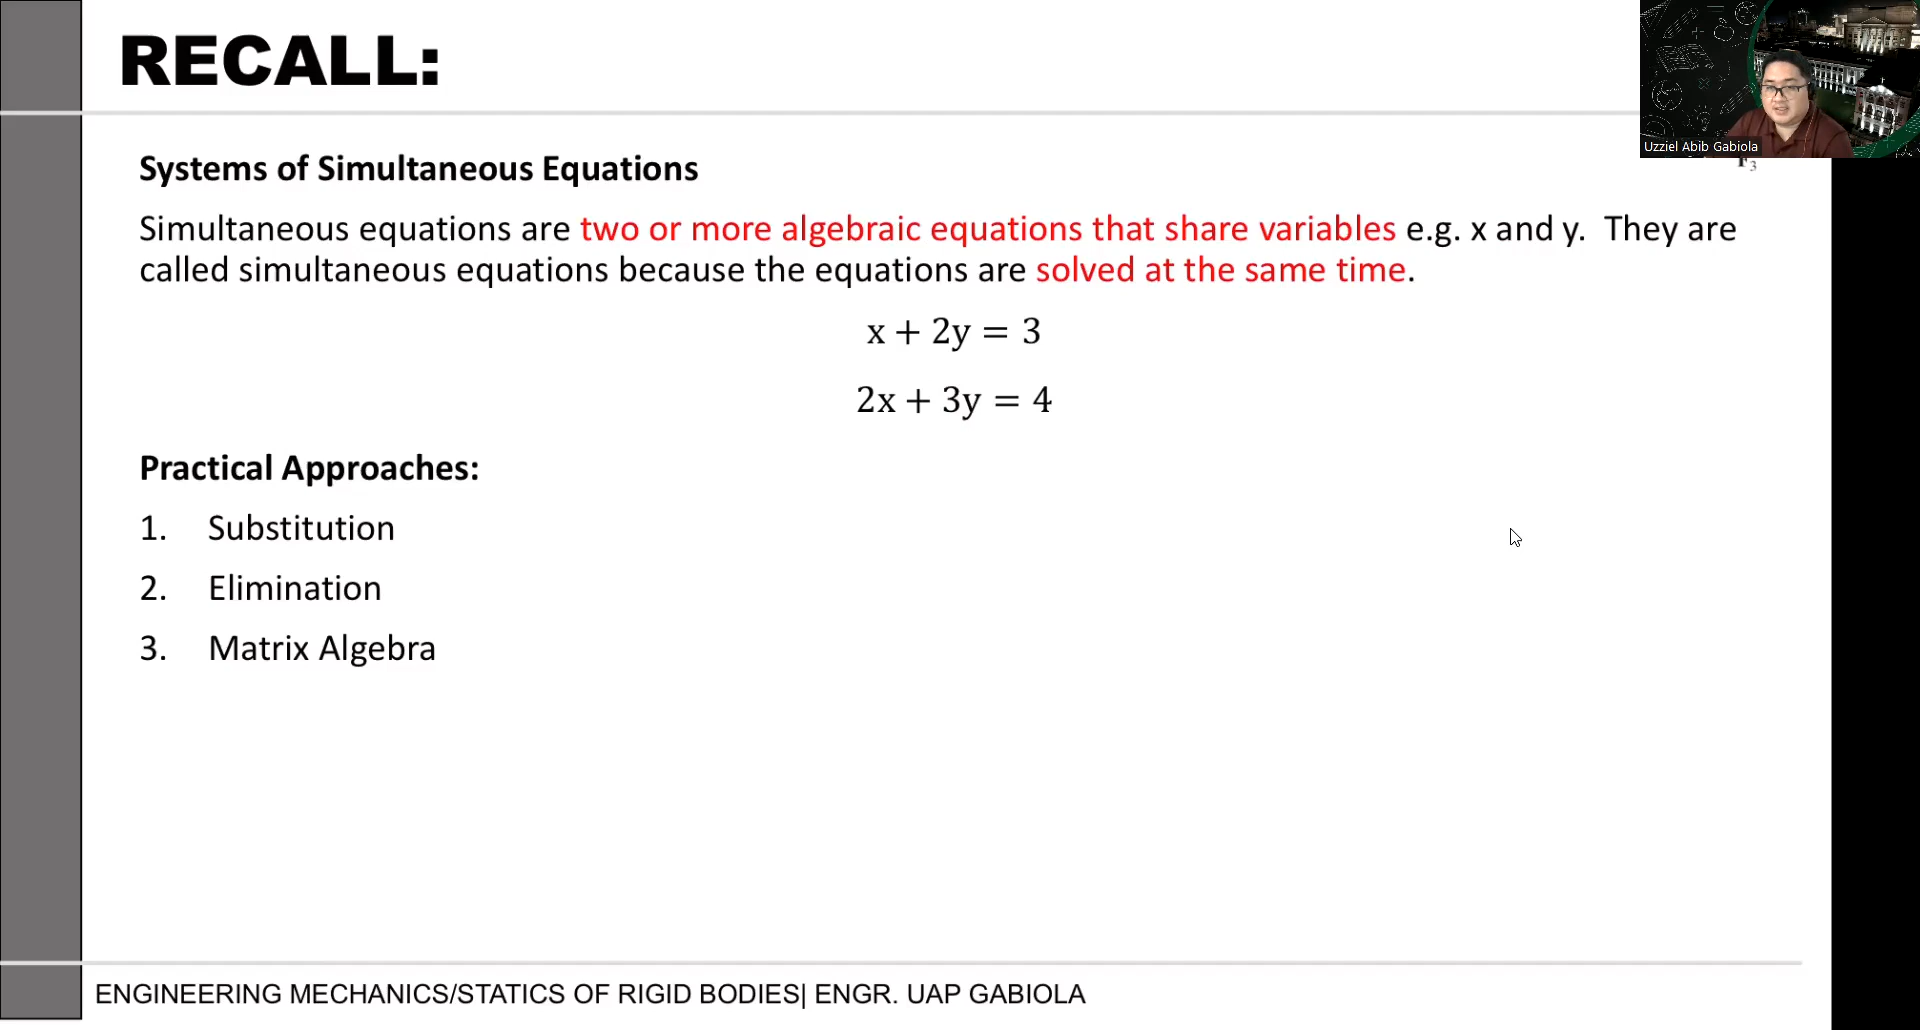 RECALL:
Uzziel Abib Gabiola
F3
Systems of Simultaneous Equations
Simultaneous equations are two or more algebraic equations that share variables e.g. x and y. They are
called simultaneous equations because the equations are solved at the same time.
x + 2y = 3
2x + 3y = 4
Practical Approaches:
1. Substitution
2. Elimination
3. Matrix Algebra
ENGINEERING MECHANICS/STATICS OF RIGID BODIES| ENGR. UAP GABIOLA